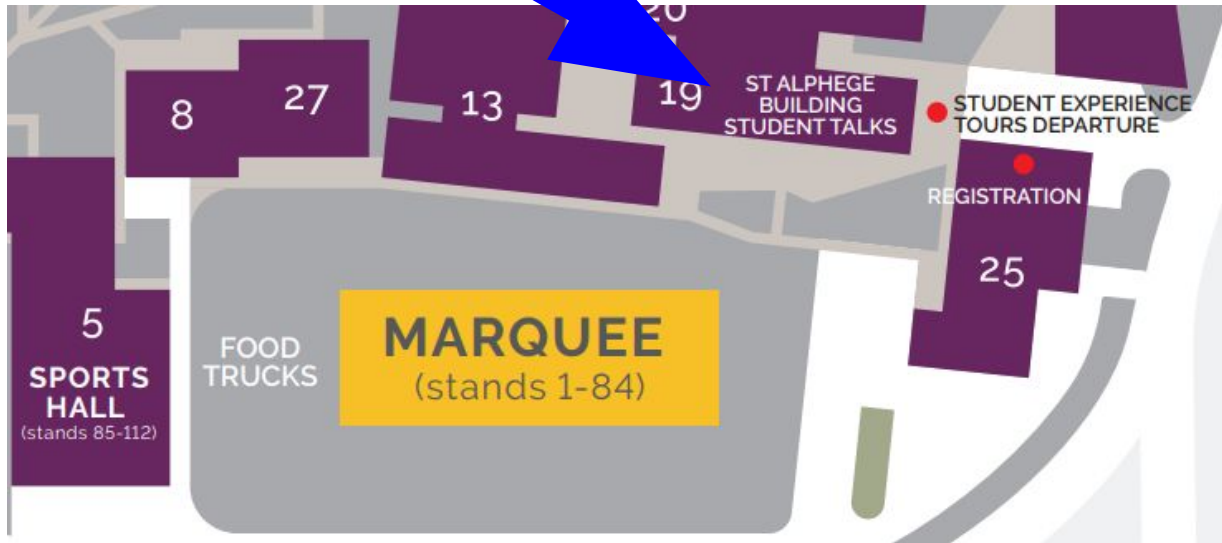 20
8
27
13
19
ST ALPHEGE
BUILDING
STUDENT TALKS
STUDENT EXPERIENCE
TOURS DEPARTURE
REGISTRATION
25
5
SPORTS
HALL
(stands 85-112)
FOOD
TRUCKS
MARQUEE
(stands 1-84)